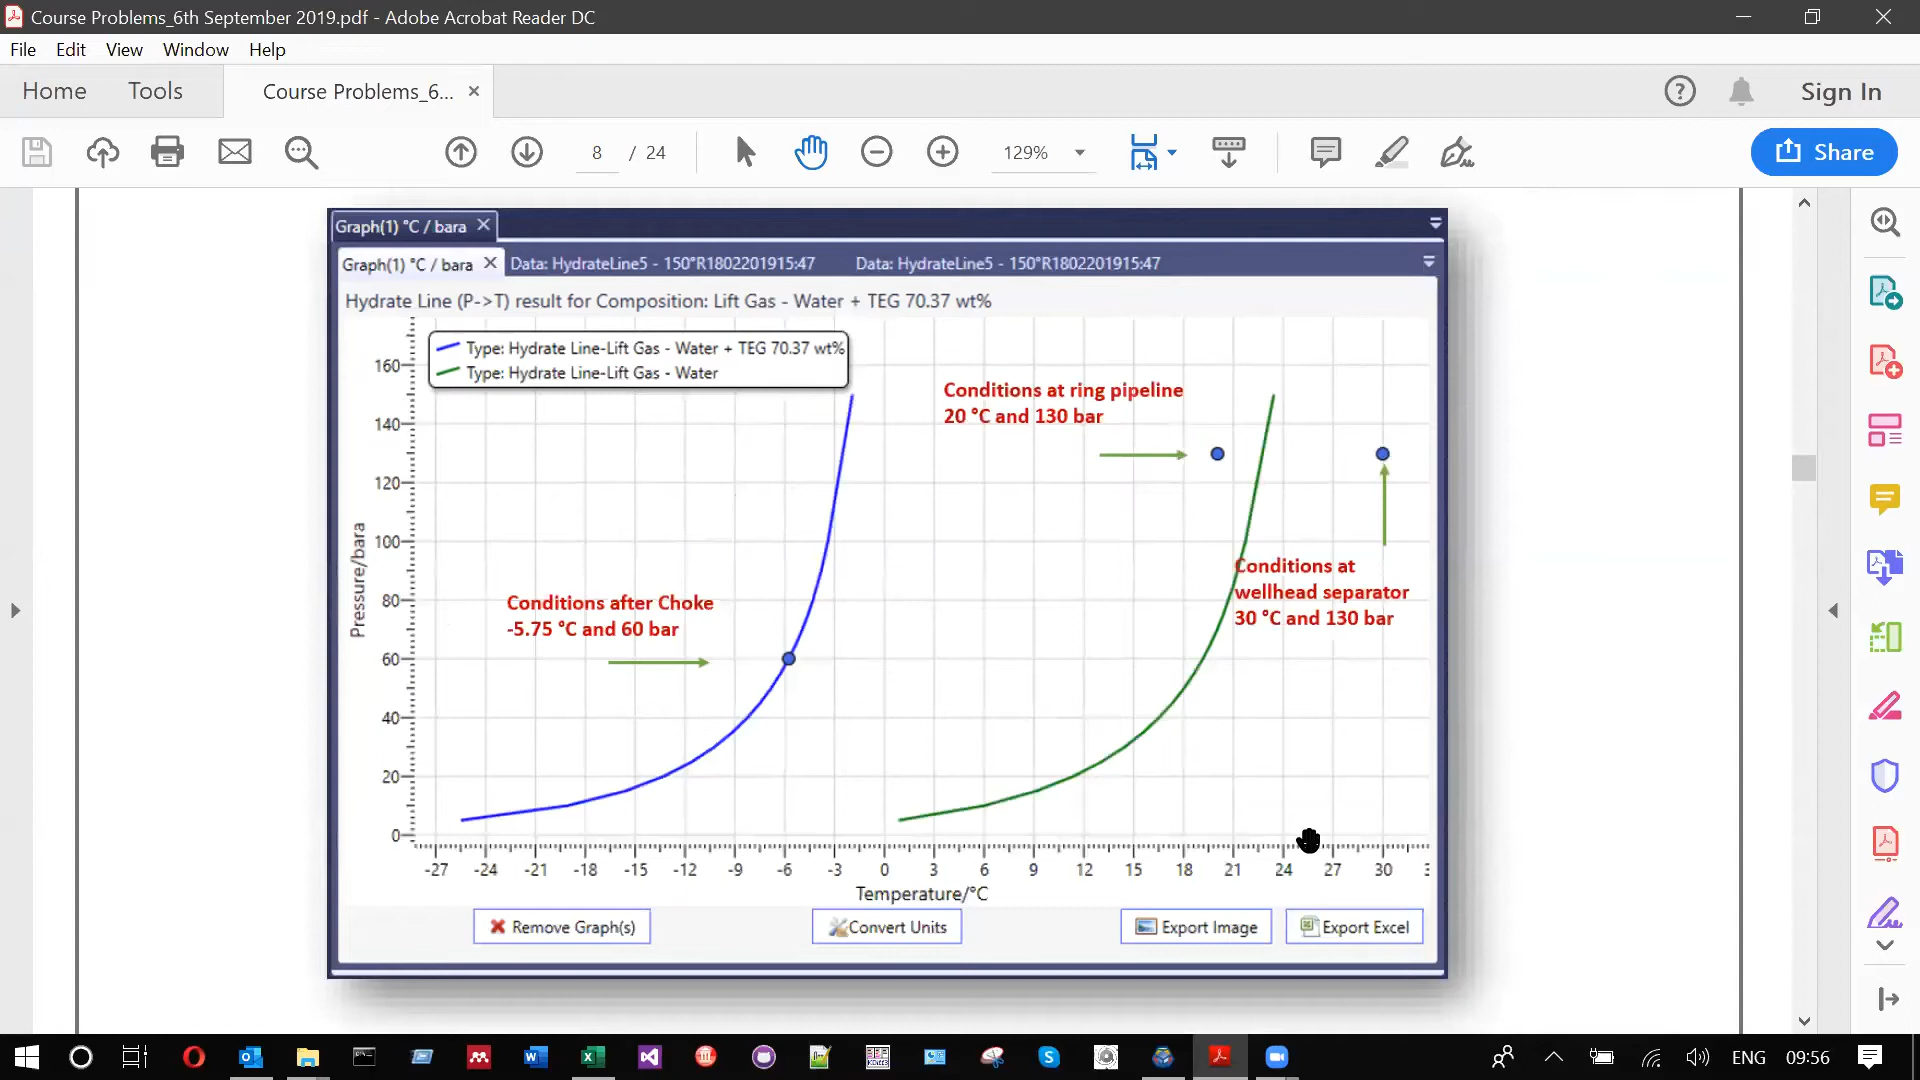 Course Problems_6th September 2019.pdf - Adobe Acrobat Reader DC
File Edit View Window Help
Home Tools Course Problems_6... ×
Sign In
8 / 24
129%
Share
Graph(1) °C / bara
Graph(1) °C / bara Data: HydrateLine5 - 150°R1802201915:47 Data: HydrateLine5 - 150°R1802201915:47
Hydrate Line (P->T) result for Composition: Lift Gas - Water + TEG 70.37 wt%
Type: Hydrate Line-Lift Gas - Water + TEG 70.37 wt%
Type: Hydrate Line-Lift Gas - Water
Conditions at ring pipeline
20 °C and 130 bar
Conditions at
wellhead separator
30 °C and 130 bar
Conditions after Choke
-5.75 °C and 60 bar
Pressure/bara
160
140
120
100
80
60
40
20
0
-27 -24 -21 -18 -15 -12 -9 -6 -3 0 3 6 9 12 15 18 21 24 27 30
Temperature/°C
Remove Graph(s) Convert Units Export Image Export Excel
ENG 09:56